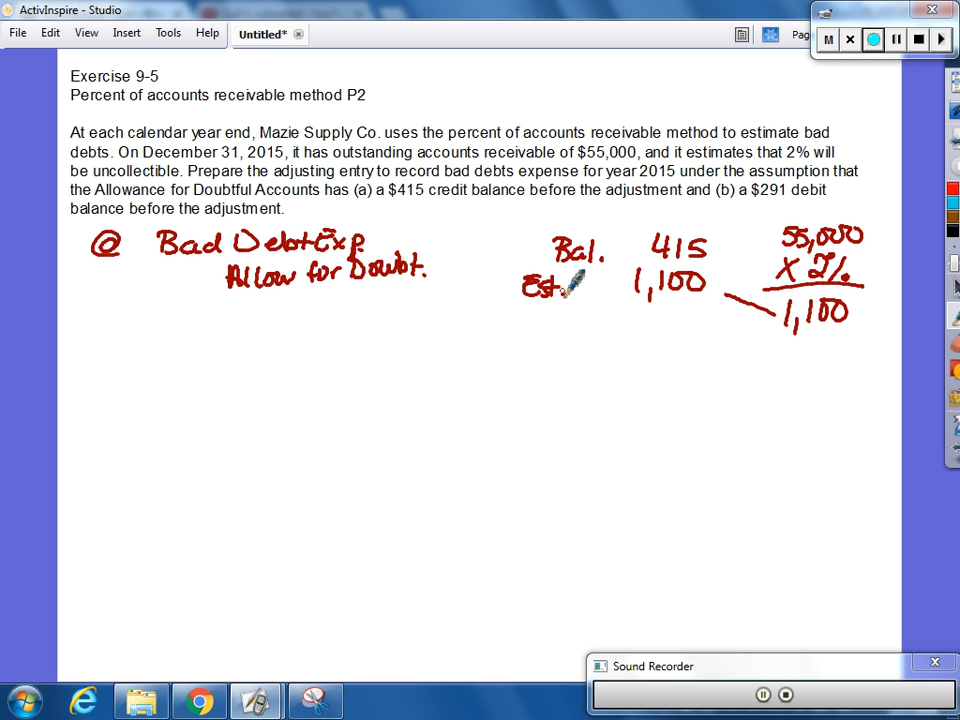 ActivInspire - Studio
File Edit View Insert Tools Help Untitled* Pag
M
Exercise 9-5
Percent of accounts receivable method P2
At each calendar year end, Mazie Supply Co. uses the percent of accounts receivable method to estimate bad
debts. On December 31, 2015, it has outstanding accounts receivable of $55,000, and it estimates that 2% will
be uncollectible. Prepare the adjusting entry to record bad debts expense for year 2015 under the assumption that
the Allowance for Doubtful Accounts has (a) a $415 credit balance before the adjustment and (b) a $291 debit
balance before the adjustment.
@ Bad Debt Exp.
Allow for Doubt.
Bal. 415
Est. 1,100
55,000
X 2%
1,100
Sound Recorder